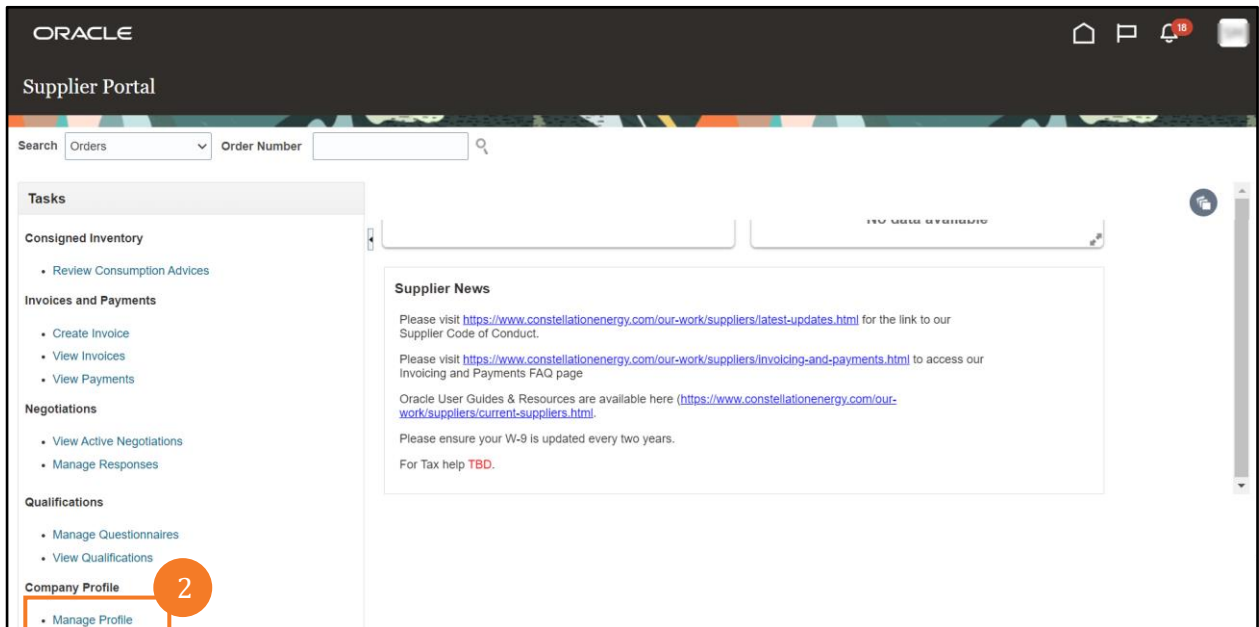 ORACLE
18
Supplier Portal
Search Orders Order Number
Tasks
Consigned Inventory
• Review Consumption Advices
Invoices and Payments
• Create Invoice
• View Invoices
• View Payments
Negotiations
• View Active Negotiations
• Manage Responses
Qualifications
• Manage Questionnaires
• View Qualifications
Company Profile
2
• Manage Profile
No data available
Supplier News
Please visit https://www.constellationenergy.com/our-work/suppliers/latest-updates.html for the link to our
Supplier Code of Conduct.
Please visit https://www.constellationenergy.com/our-work/suppliers/invoicing-and-payments.html to access our
Invoicing and Payments FAQ page
Oracle User Guides & Resources are available here (https://www.constellationenergy.com/our-
work/suppliers/current-suppliers.html.
Please ensure your W-9 is updated every two years.
For Tax help TBD.